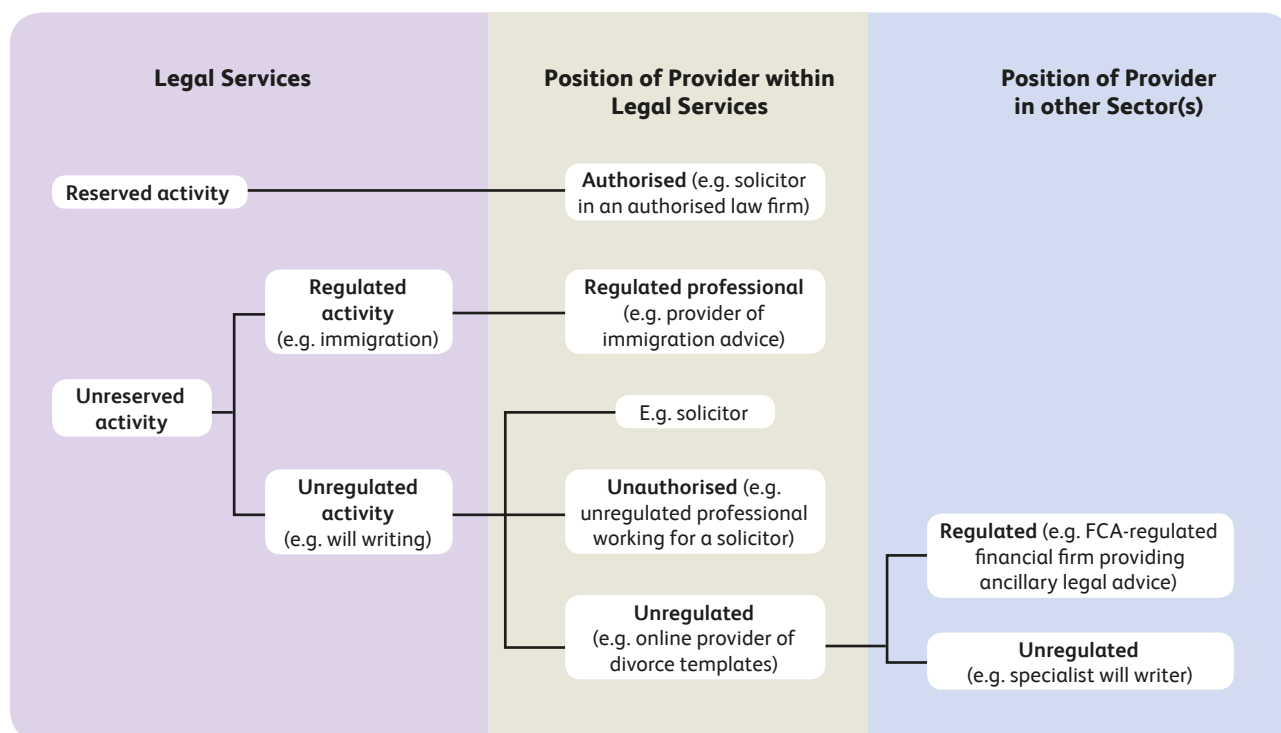 Legal Services
Position of Provider within
Legal Services
Position of Provider
in other Sector(s)
Reserved activity
Authorised (e.g. solicitor
in an authorised law firm)
Regulated
activity
(e.g. immigration)
Regulated professional
(e.g. provider of
immigration advice)
Unreserved
activity
E.g. solicitor
Unregulated
activity
(e.g. will writing)
Unauthorised (e.g.
unregulated professional
working for a solicitor)
Regulated (e.g. FCA-regulated
financial firm providing
ancillary legal advice)
Unregulated
(e.g. online provider of
divorce templates)
Unregulated
(e.g. specialist will writer)